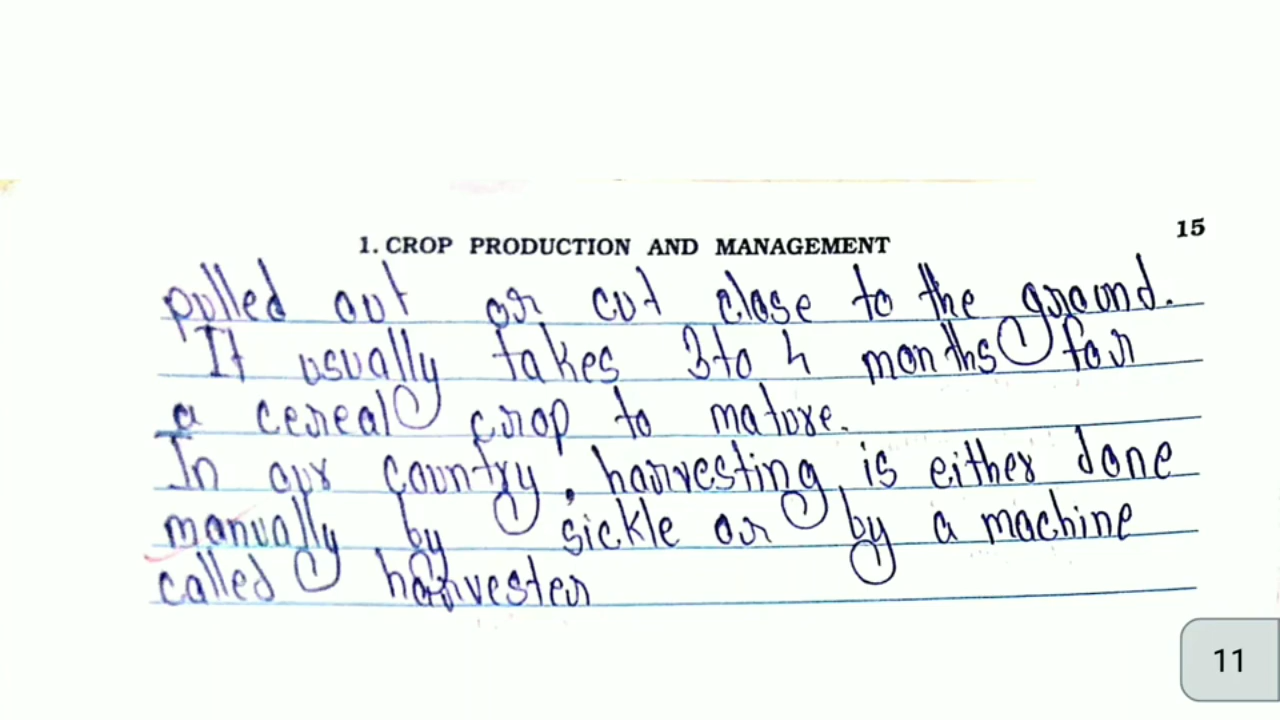 15
1. CROP PRODUCTION AND MANAGEMENT
pulled out or cut close to the ground.
It usually takes 3 to 4 months for
a cereal crop to mature.
In our country, harvesting is either done
manually by sickle or by a machine
called harvester
11